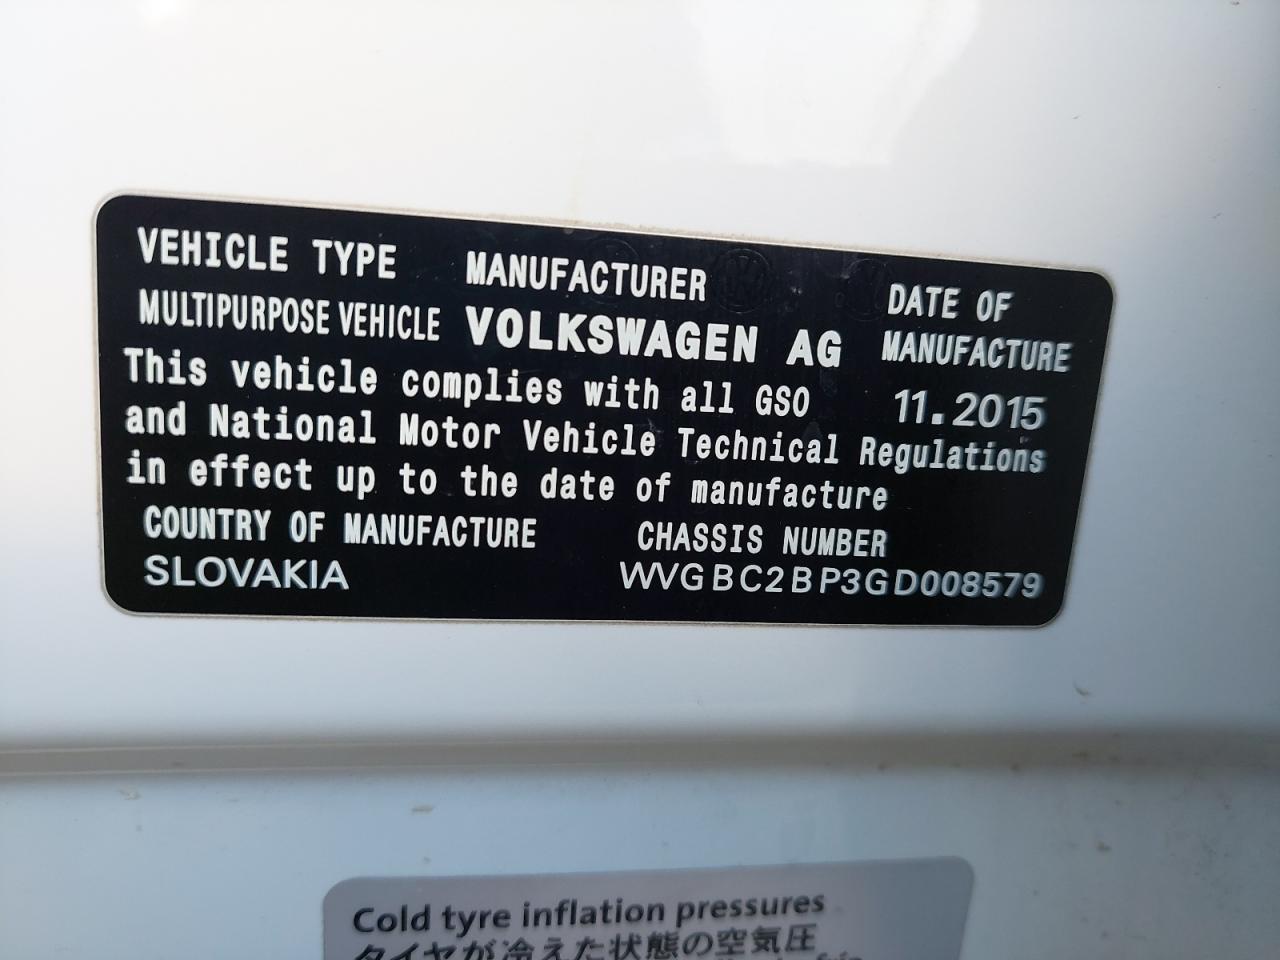 VEHICLE TYPE MANUFACTURER DATE OF
MULTIPURPOSE VEHICLE VOLKSWAGEN AG MANUFACTURE
This vehicle complies with all GSO 11.2015
and National Motor Vehicle Technical Regulations
in effect up to the date of manufacture
COUNTRY OF MANUFACTURE CHASSIS NUMBER
SLOVAKIA WVGBC2BP3GD008579
Cold tyre inflation pressures
タイヤが冷えた状態の空気圧